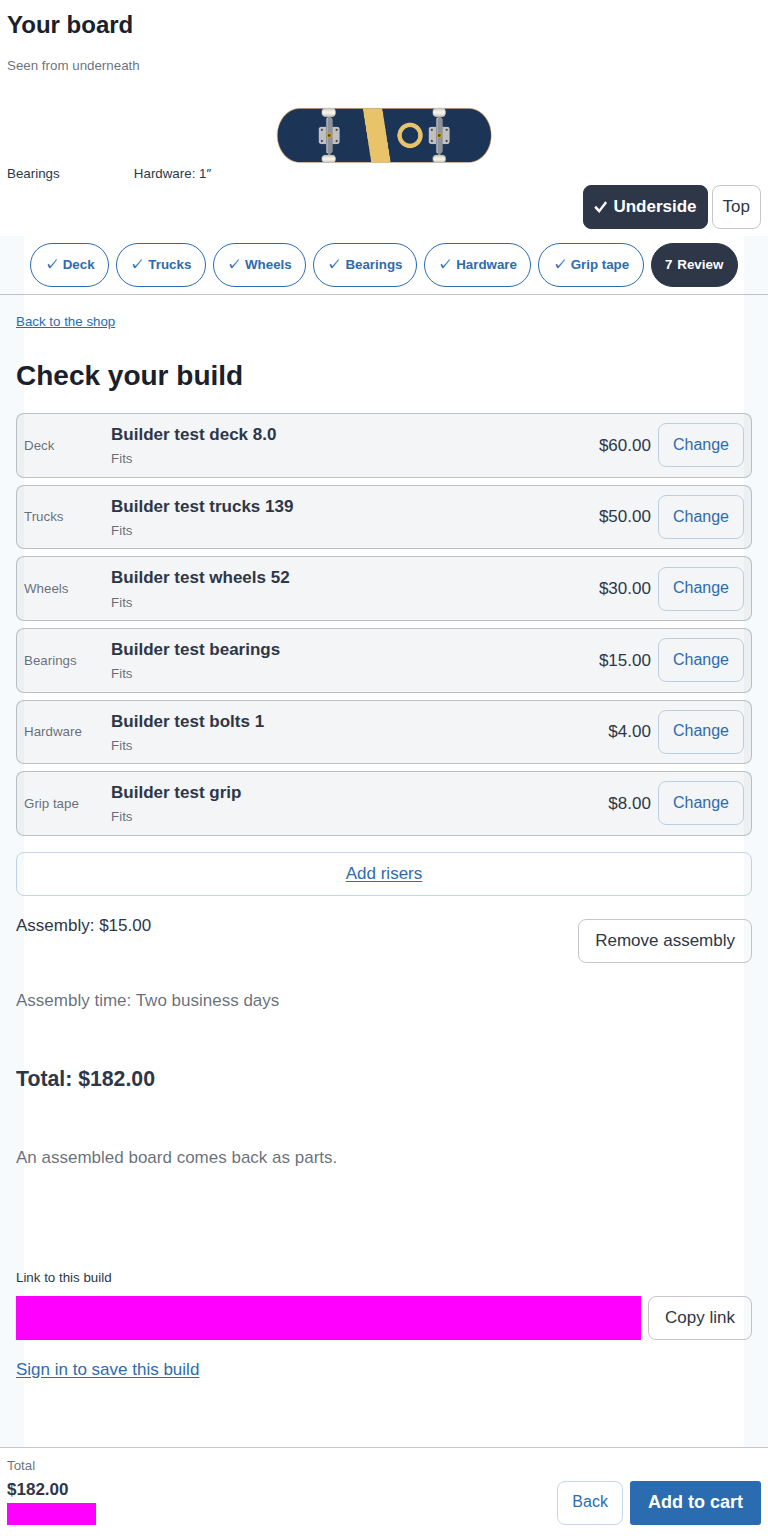 Your board
Seen from underneath
Bearings
Hardware: 1″
✓ Underside
Top
✓ Deck
✓ Trucks
✓ Wheels
✓ Bearings
✓ Hardware
✓ Grip tape
7 Review
Back to the shop
Check your build
Deck
Builder test deck 8.0
Fits
$60.00
Change
Trucks
Builder test trucks 139
Fits
$50.00
Change
Wheels
Builder test wheels 52
Fits
$30.00
Change
Bearings
Builder test bearings
Fits
$15.00
Change
Hardware
Builder test bolts 1
Fits
$4.00
Change
Grip tape
Builder test grip
Fits
$8.00
Change
Add risers
Assembly: $15.00
Remove assembly
Assembly time: Two business days
Total: $182.00
An assembled board comes back as parts.
Link to this build
Copy link
Sign in to save this build
Total
$182.00
Back
Add to cart